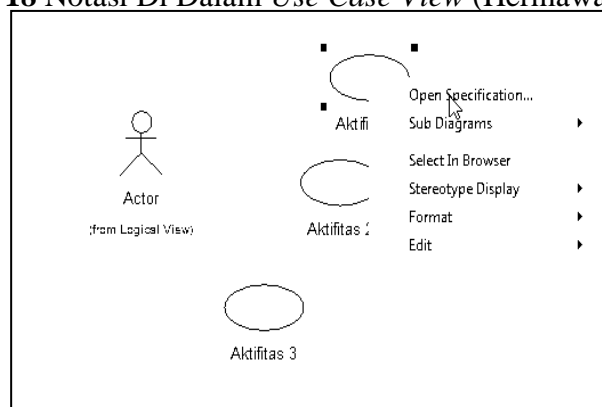 18 Notasi Di Dalam Use Case View (Hermawa
Open Specification...
Aktifi
Sub Diagrams
Select In Browser
Actor
Stereotype Display
(from Logical View)
Aktifitas 2
Format
Edit
Aktifitas 3